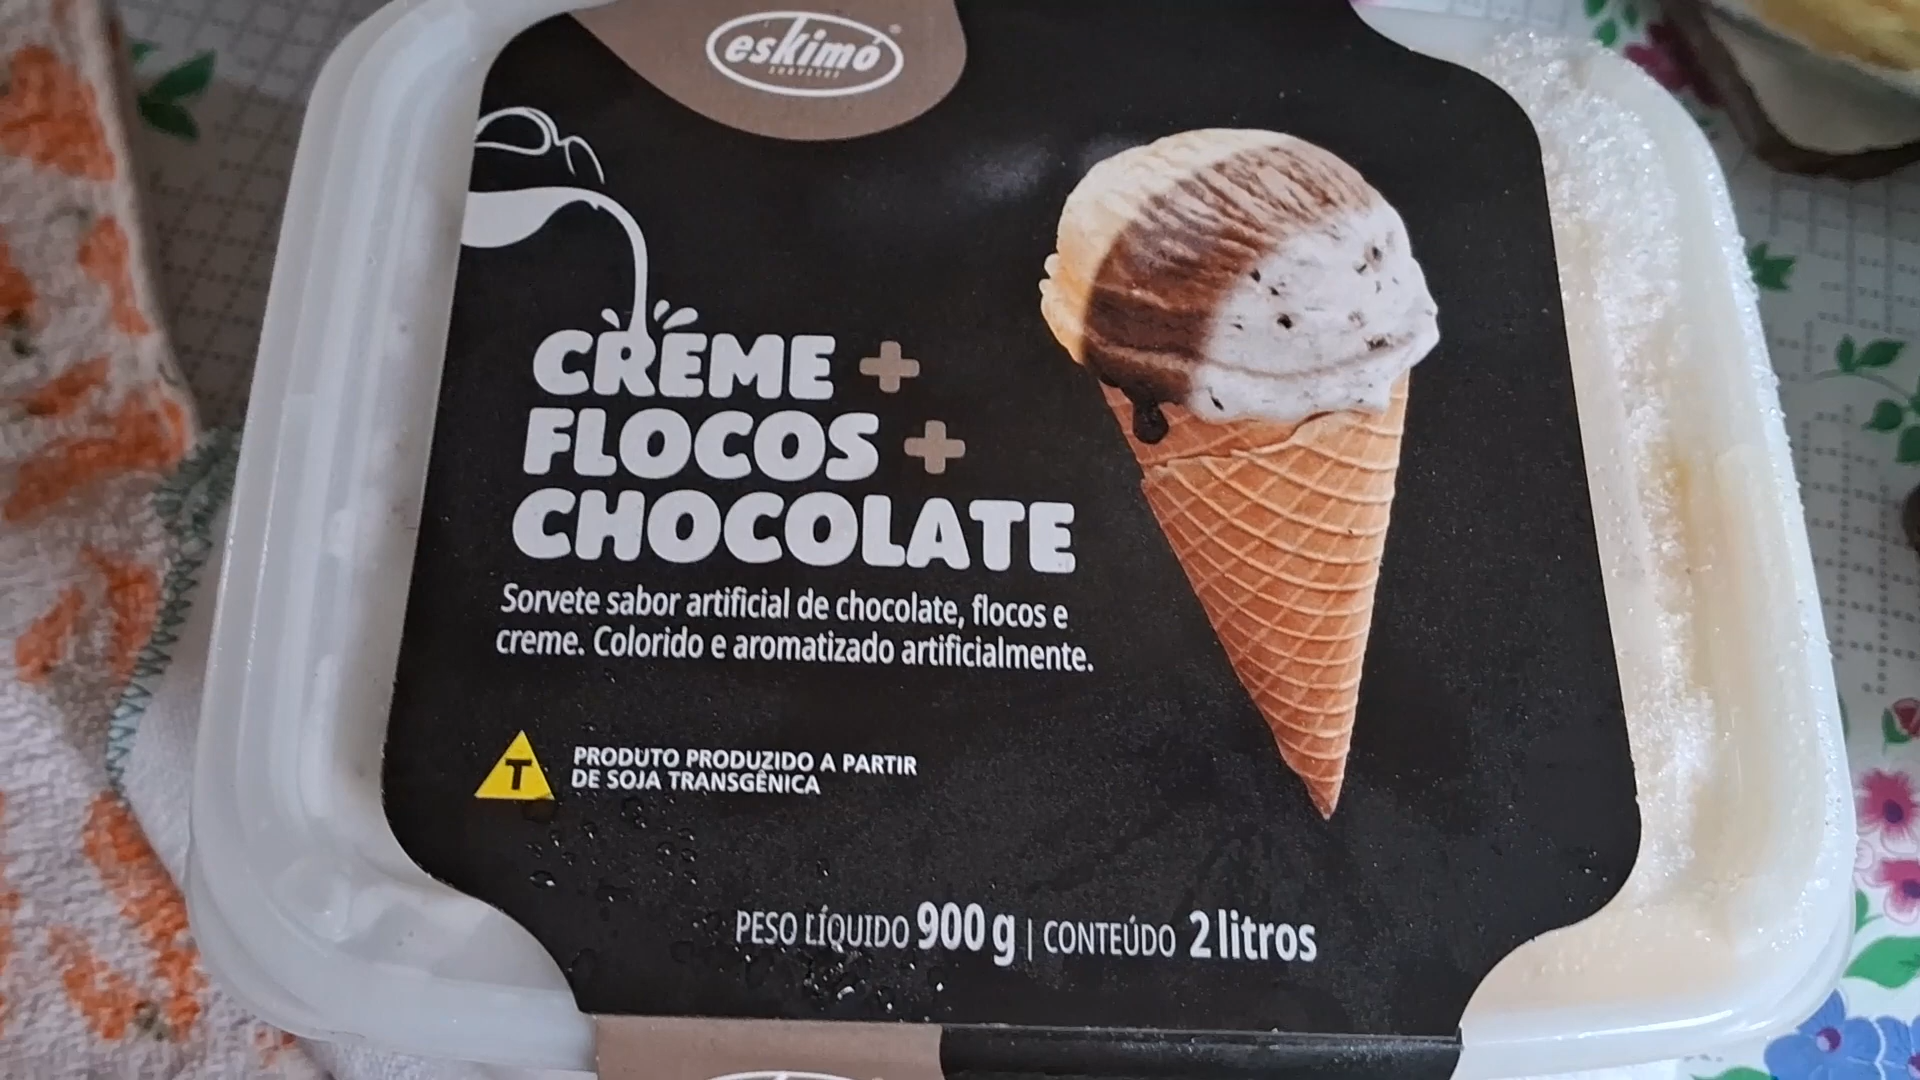 eskimó
SORVETES
CREME +
FLOCOS +
CHOCOLATE
Sorvete sabor artificial de chocolate, flocos e
creme. Colorido e aromatizado artificialmente.
T
PRODUTO PRODUZIDO A PARTIR
DE SOJA TRANSGÊNICA
PESO LÍQUIDO 900 g | CONTEÚDO 2 litros